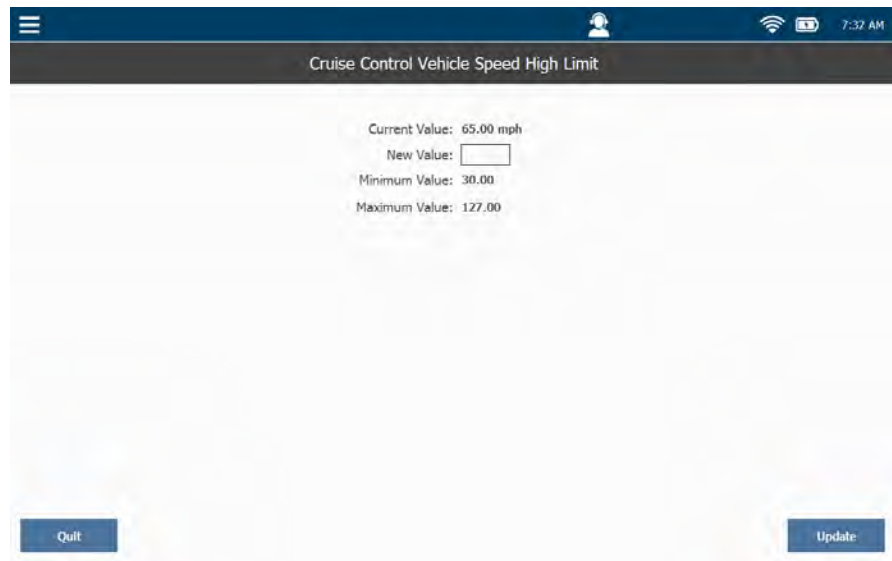 7:32 AM
Cruise Control Vehicle Speed High Limit
Current Value: 65.00 mph
New Value:
Minimum Value: 30.00
Maximum Value: 127.00
Quit
Update